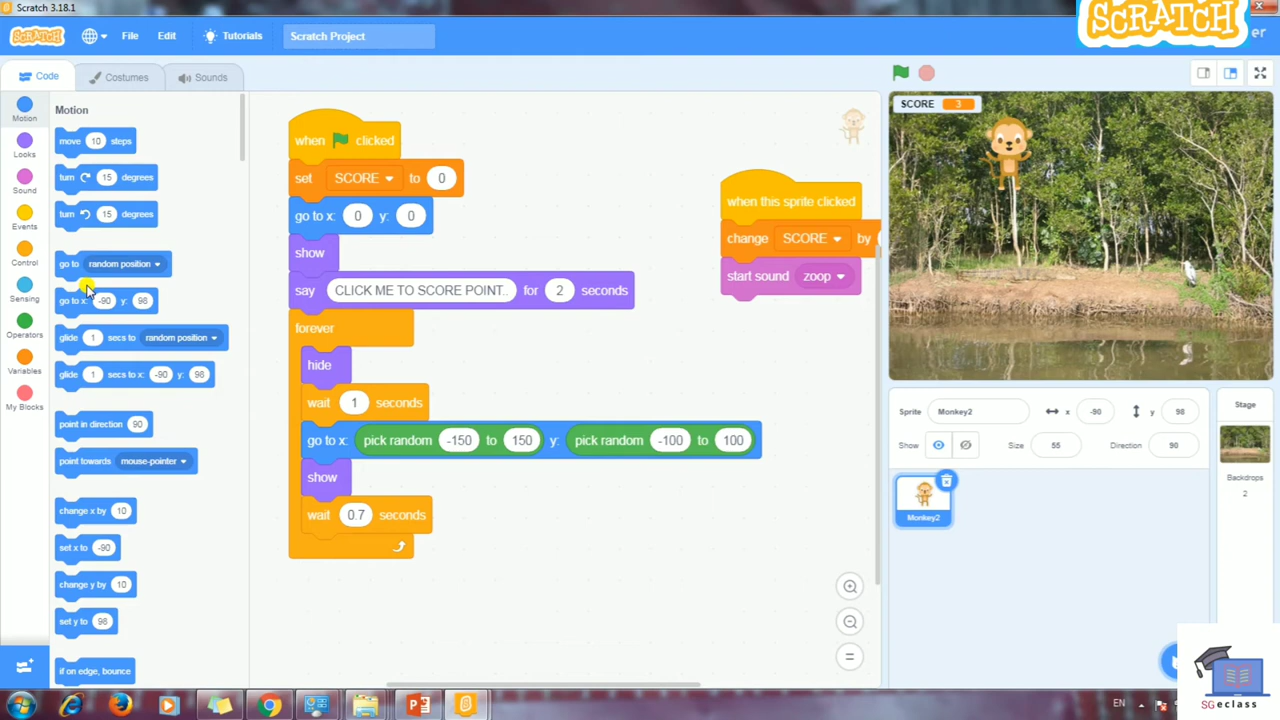 Scratch 3.18.1
SCRATCH
SCRATCH
File
Edit
Tutorials
Scratch Project
er
Code
Costumes
Sounds
Motion
Looks
Sound
Events
Control
Sensing
Operators
Variables
My Blocks
Motion
move 10 steps
turn 15 degrees
turn 15 degrees
go to random position
go to x: -90 y: 98
glide 1 secs to random position
glide 1 secs to x: -90 y: 98
point in direction 90
point towards mouse-pointer
change x by 10
set x to -90
change y by 10
set y to 98
if on edge, bounce
when clicked
set SCORE to 0
go to x: 0 y: 0
show
say CLICK ME TO SCORE POINT.. for 2 seconds
forever
hide
wait 1 seconds
go to x: pick random -150 to 150 y: pick random -100 to 100
show
wait 0.7 seconds
when this sprite clicked
change SCORE by
start sound zoop
SCORE 3
Sprite Monkey2 x -90 y 98
Show Size 55 Direction 90
Monkey2
Stage
Backdrops
2
EN
SGeclass